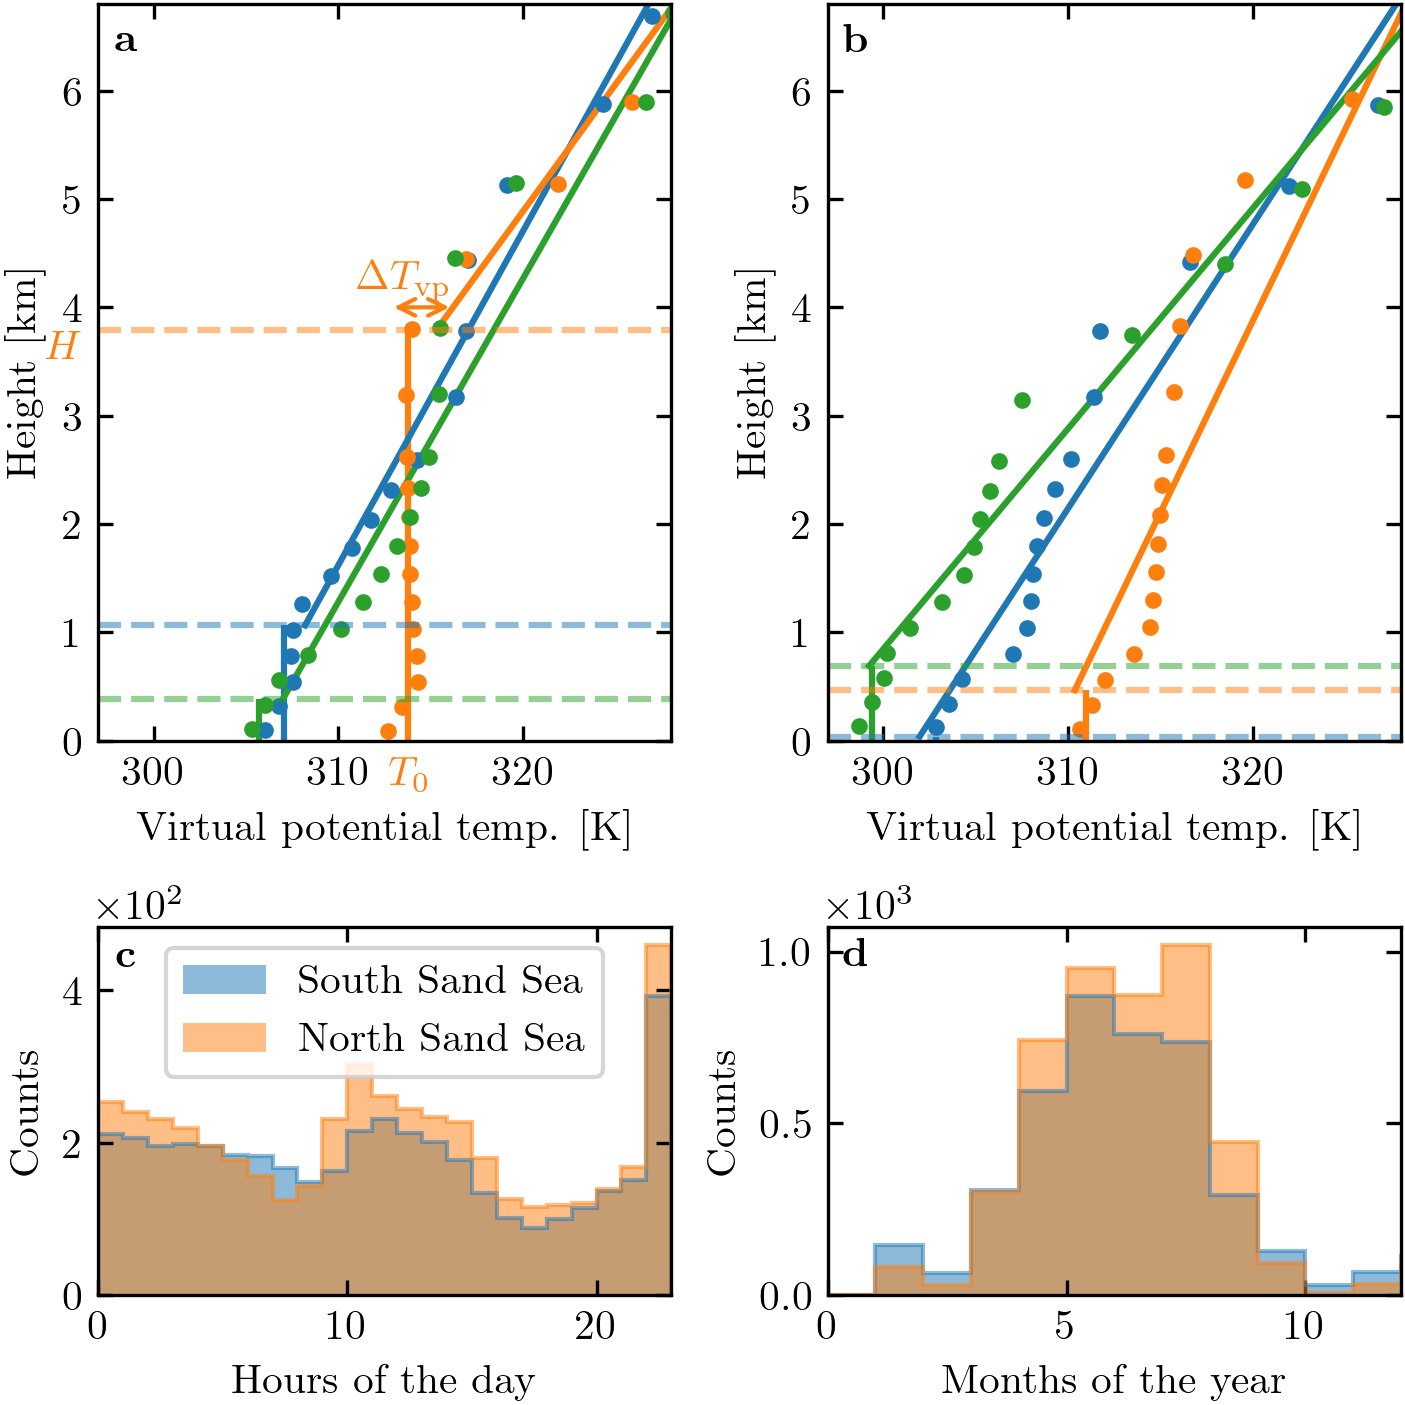 a
6
5
4
3
2
1
0
Height [km]
H
ΔT_vp
300
310
320
T_0
Virtual potential temp. [K]
b
6
5
4
3
2
1
0
Height [km]
300
310
320
Virtual potential temp. [K]
×10^2
c
South Sand Sea
North Sand Sea
4
2
0
Counts
0
10
20
Hours of the day
×10^3
d
1.0
0.5
0.0
Counts
0
5
10
Months of the year